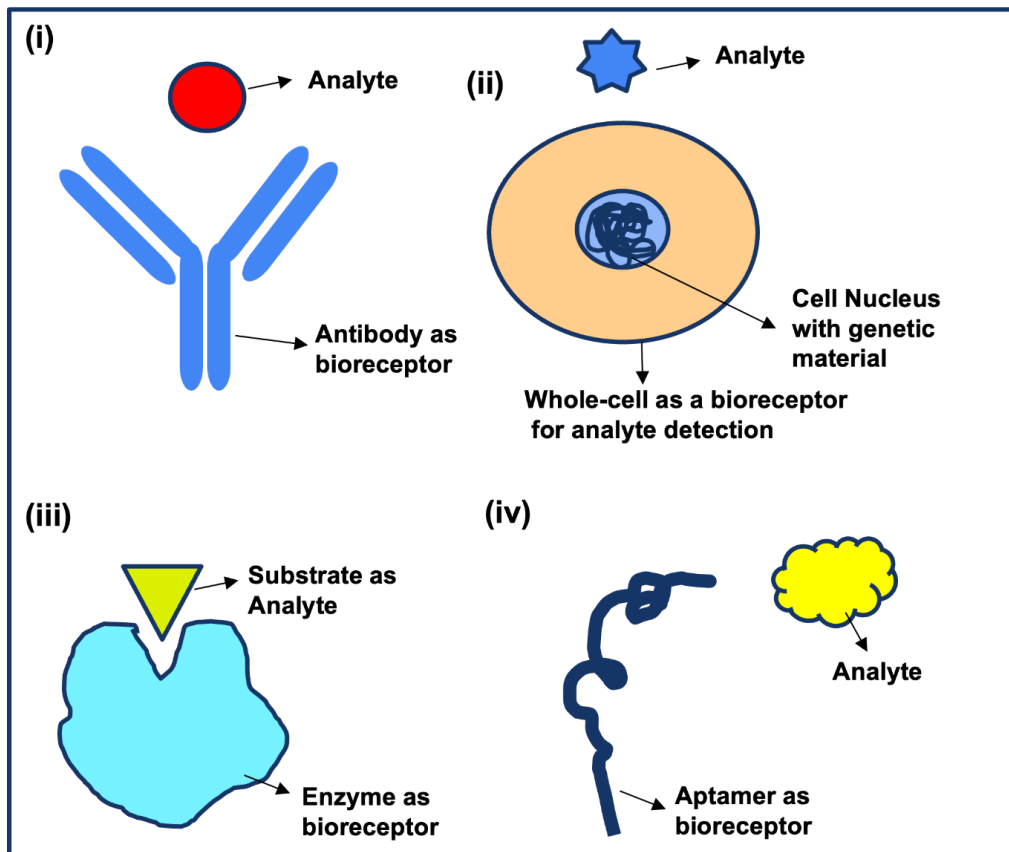 (i)
Analyte
Antibody as
bioreceptor
(ii)
Analyte
Cell Nucleus
with genetic
material
Whole-cell as a bioreceptor
for analyte detection
(iii)
Substrate as
Analyte
Enzyme as
bioreceptor
(iv)
Analyte
Aptamer as
bioreceptor